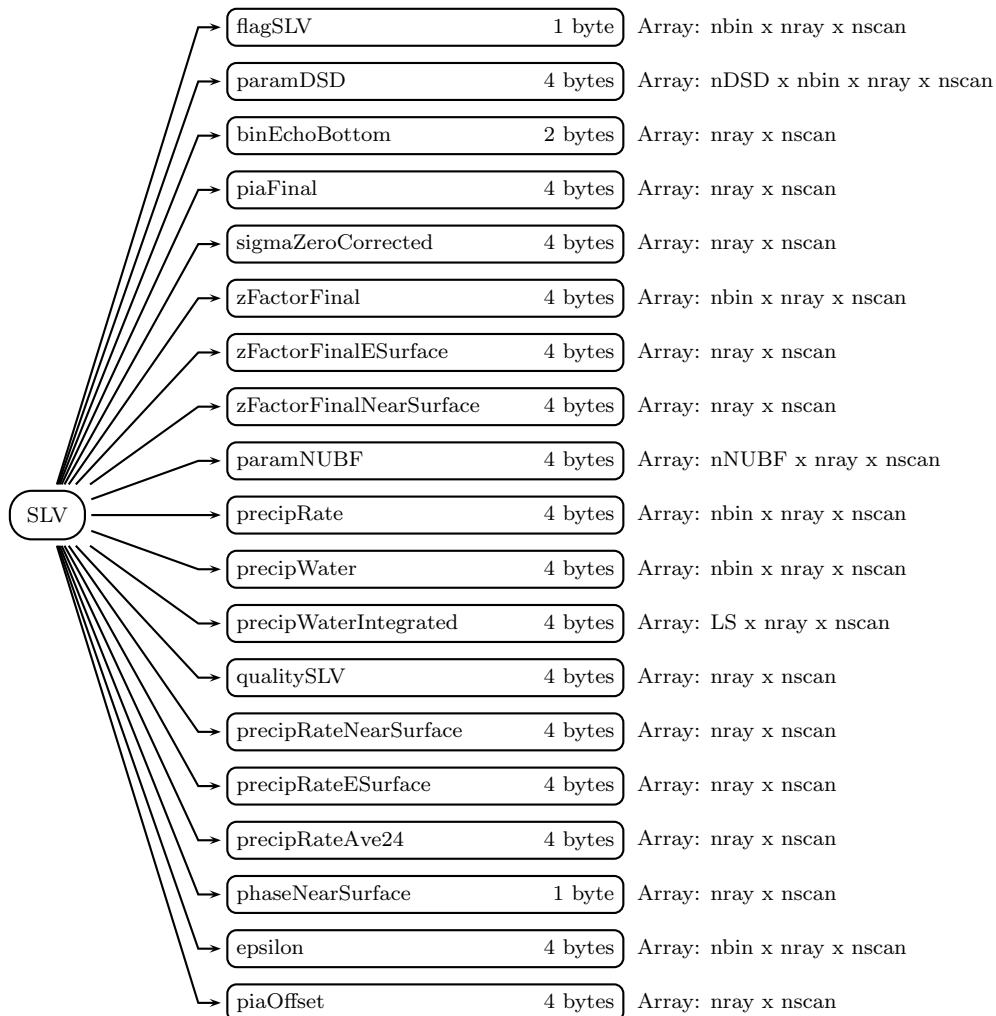 flagSLV 1 byte Array: nbin x nray x nscan
paramDSD 4 bytes Array: nDSD x nbin x nray x nscan
binEchoBottom 2 bytes Array: nray x nscan
piaFinal 4 bytes Array: nray x nscan
sigmaZeroCorrected 4 bytes Array: nray x nscan
zFactorFinal 4 bytes Array: nbin x nray x nscan
zFactorFinalESurface 4 bytes Array: nray x nscan
zFactorFinalNearSurface 4 bytes Array: nray x nscan
paramNUBF 4 bytes Array: nNUBF x nray x nscan
SLV precipRate 4 bytes Array: nbin x nray x nscan
precipWater 4 bytes Array: nbin x nray x nscan
precipWaterIntegrated 4 bytes Array: LS x nray x nscan
qualitySLV 4 bytes Array: nray x nscan
precipRateNearSurface 4 bytes Array: nray x nscan
precipRateESurface 4 bytes Array: nray x nscan
precipRateAve24 4 bytes Array: nray x nscan
phaseNearSurface 1 byte Array: nray x nscan
epsilon 4 bytes Array: nbin x nray x nscan
piaOffset 4 bytes Array: nray x nscan